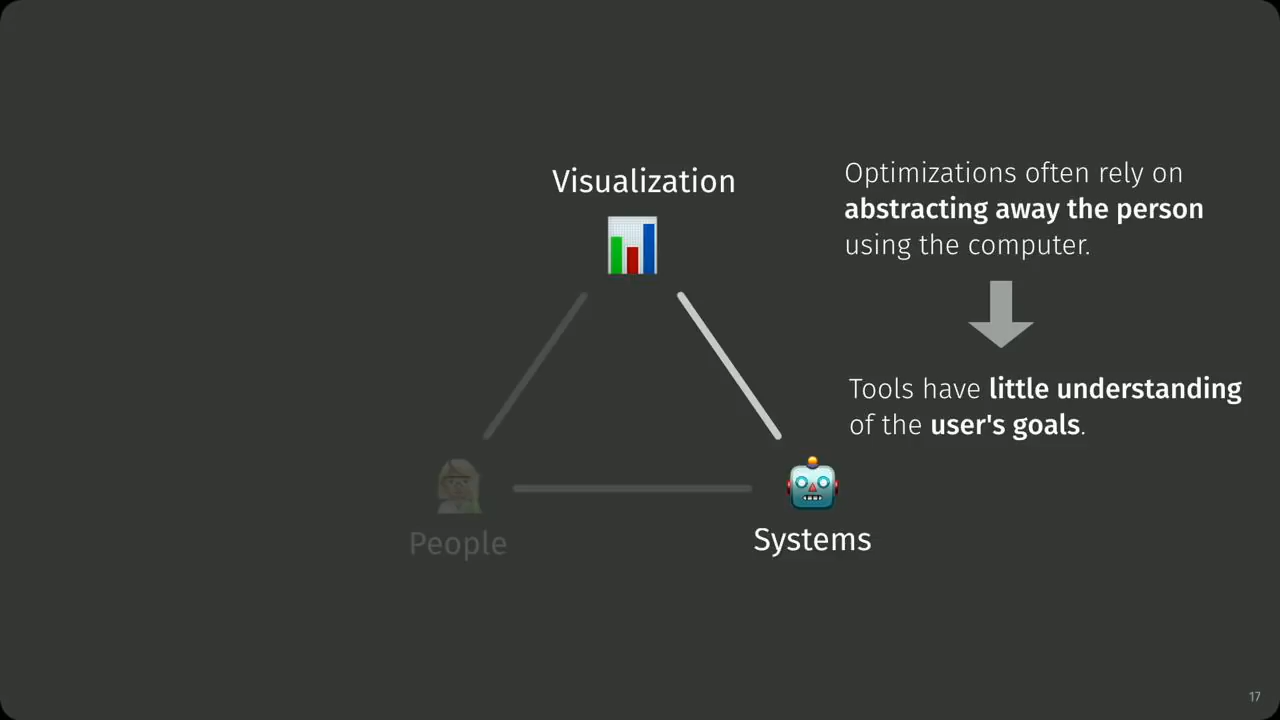 Visualization
Optimizations often rely on
abstracting away the person
using the computer.
Tools have little understanding
of the user's goals.
People
Systems
17